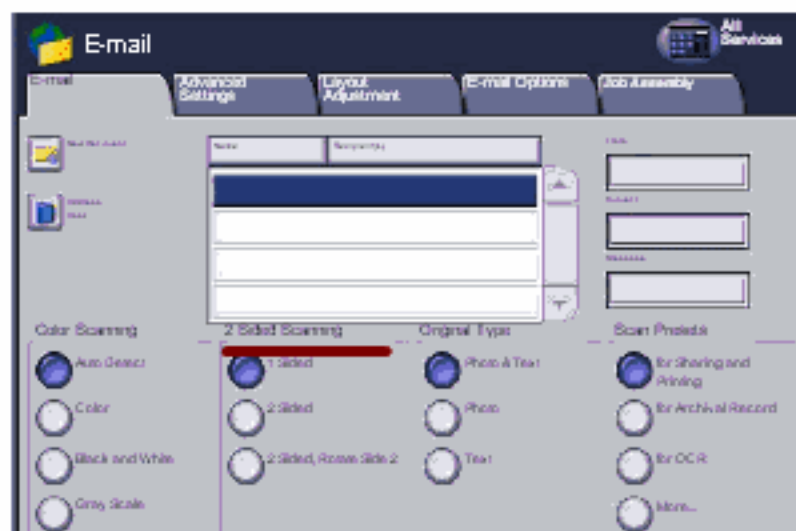 E-mail
All
Services
E-mail
Advanced
Settings
Layout
Adjustment
E-mail Options
Job Assembly
Color Scanning
2 Sided Scanning
Original Type
Scan Presets
Auto Detect
1 Sided
Photo & Text
for Sharing and
Printing
Color
2 Sided
Photo
for Archival Record
Black and White
2 Sided, Rotate Side 2
Text
for OCR
Gray Scale
More...